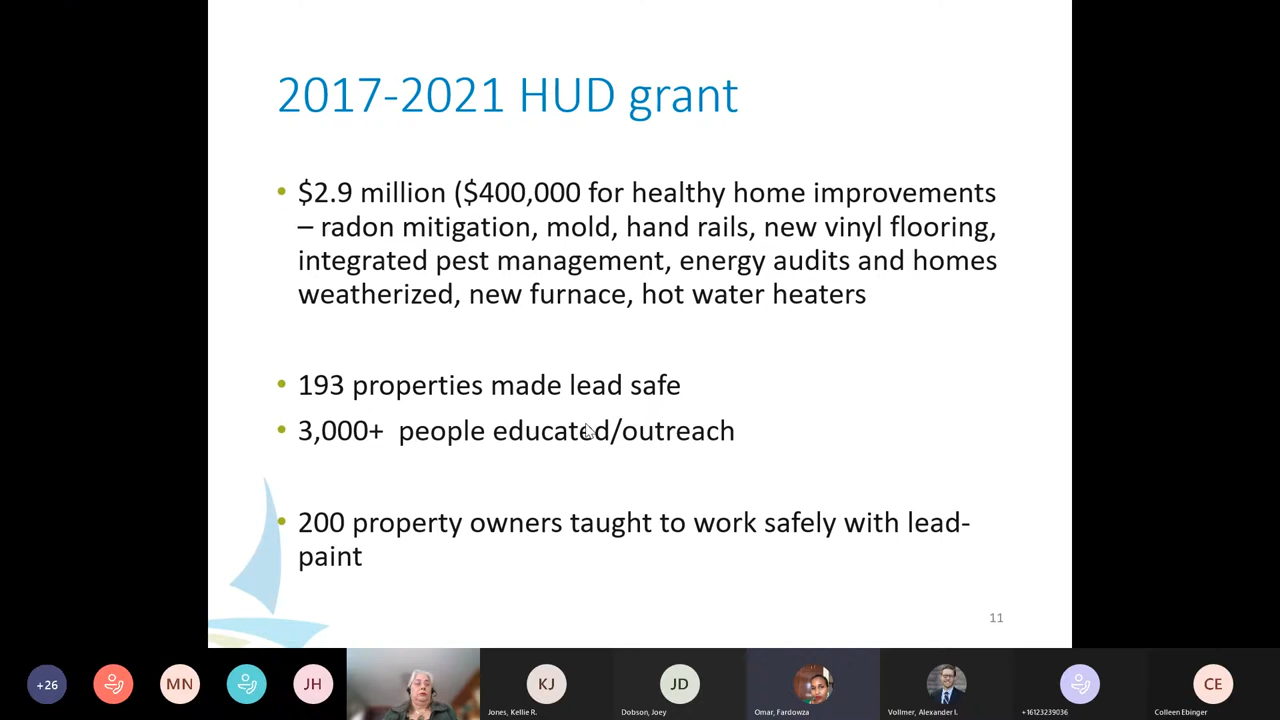 2017-2021 HUD grant
• $2.9 million ($400,000 for healthy home improvements
– radon mitigation, mold, hand rails, new vinyl flooring,
integrated pest management, energy audits and homes
weatherized, new furnace, hot water heaters
• 193 properties made lead safe
• 3,000+  people educated/outreach
• 200 property owners taught to work safely with lead-
paint
11
+26
MN
JH
KJ
JD
CE
Jones, Kellie R.
Dobson, Joey
Omar, Fardowza
Vollmer, Alexander I.
+16123239036
Colleen Ebinger